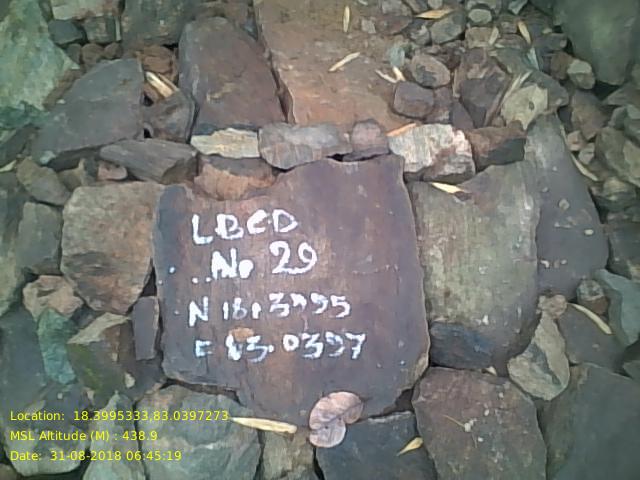 LBCD
No 29
N 18.3995
E 83.0397
Location: 18.3995333,83.0397273
MSL Altitude (M) : 438.9
Date: 31-08-2018 06:45:19